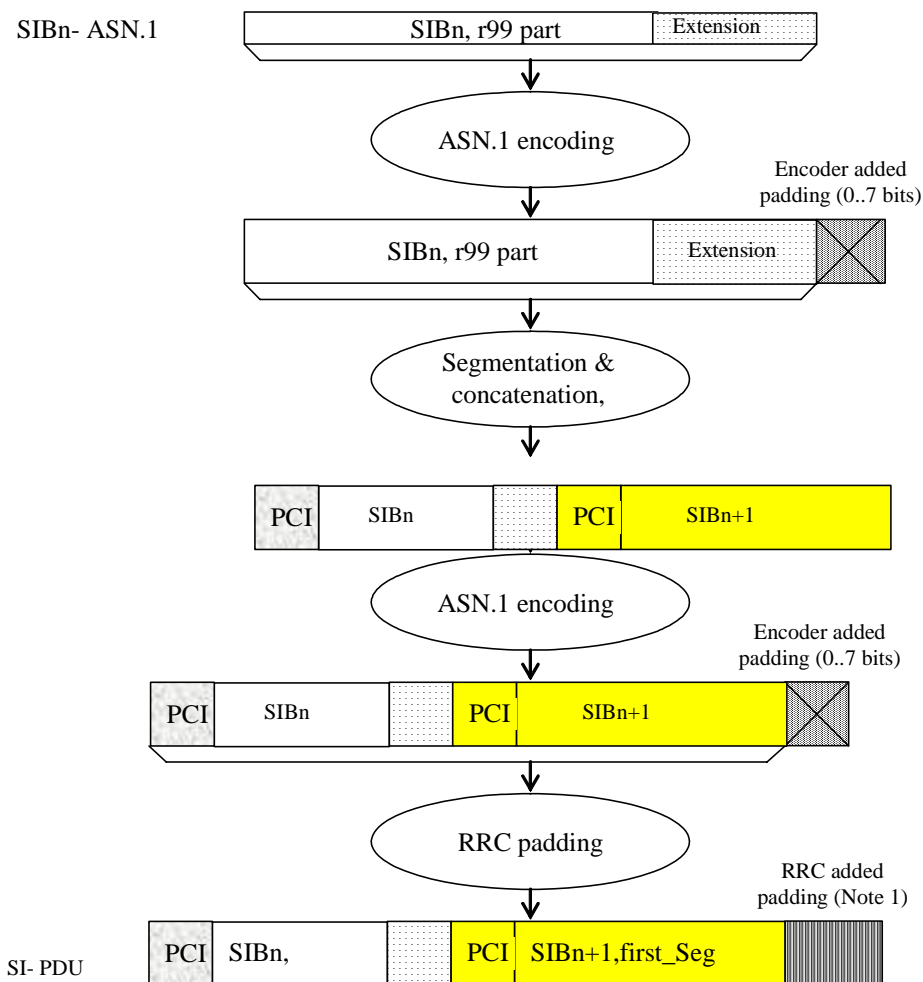 SIBn- ASN.1
SIBn, r99 part
Extension
ASN.1 encoding
Encoder added
padding (0..7 bits)
SIBn, r99 part
Extension
Segmentation &
concatenation,
PCI
SIBn
PCI
SIBn+1
ASN.1 encoding
Encoder added
padding (0..7 bits)
PCI
SIBn
PCI
SIBn+1
RRC padding
RRC added
padding (Note 1)
SI- PDU
PCI
SIBn,
PCI
SIBn+1,first_Seg